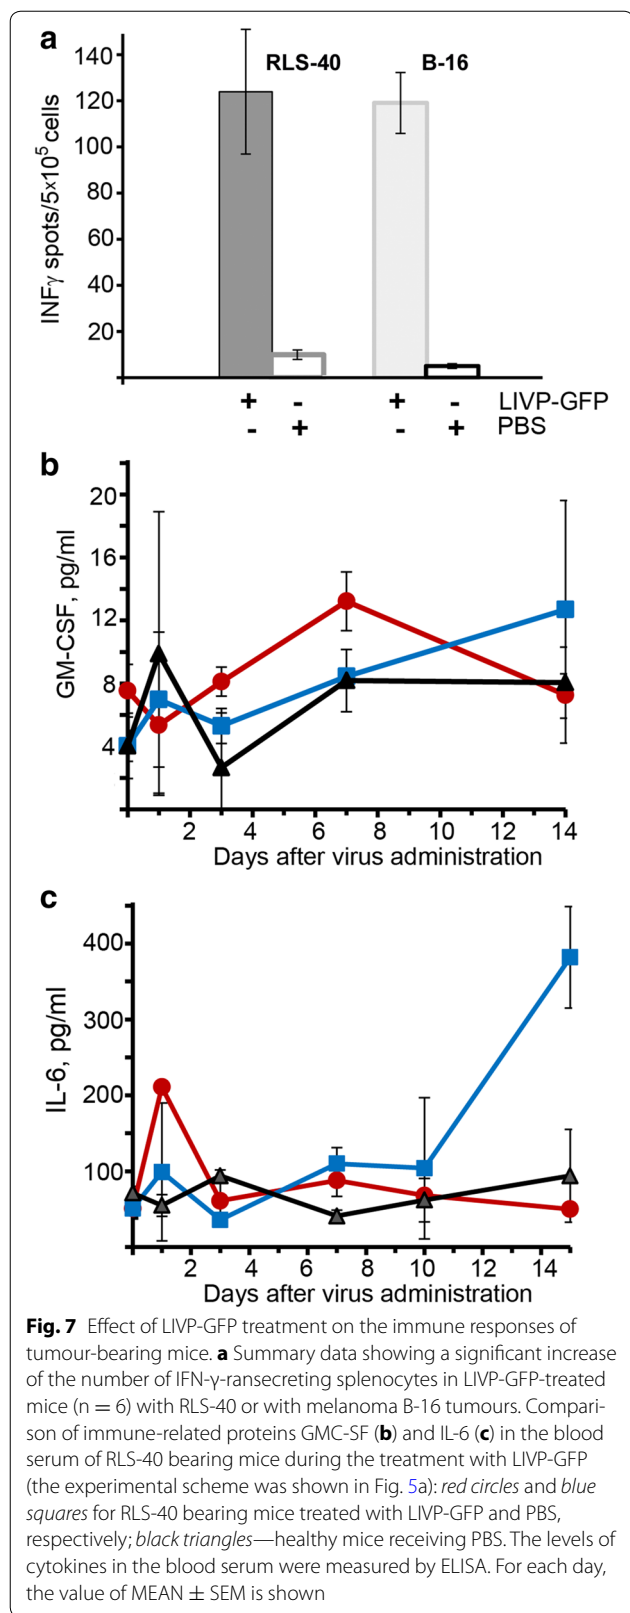 a
140
120
100
80
60
40
20
INFγ spots/5×10⁵ cells
RLS-40 B-16
+ - + - LIVP-GFP
- + - + PBS
b
20
16
12
8
4
GM-CSF, pg/ml
2 4 6 8 10 12 14
Days after virus administration
c
400
300
200
100
IL-6, pg/ml
2 4 6 8 10 14
Days after virus administration
Fig. 7 Effect of LIVP-GFP treatment on the immune responses of
tumour-bearing mice. a Summary data showing a significant increase
of the number of IFN-γ-ransecreting splenocytes in LIVP-GFP-treated
mice (n = 6) with RLS-40 or with melanoma B-16 tumours. Compari-
son of immune-related proteins GMC-SF (b) and IL-6 (c) in the blood
serum of RLS-40 bearing mice during the treatment with LIVP-GFP
(the experimental scheme was shown in Fig. 5a): red circles and blue
squares for RLS-40 bearing mice treated with LIVP-GFP and PBS,
respectively; black triangles—healthy mice receiving PBS. The levels of
cytokines in the blood serum were measured by ELISA. For each day,
the value of MEAN ± SEM is shown